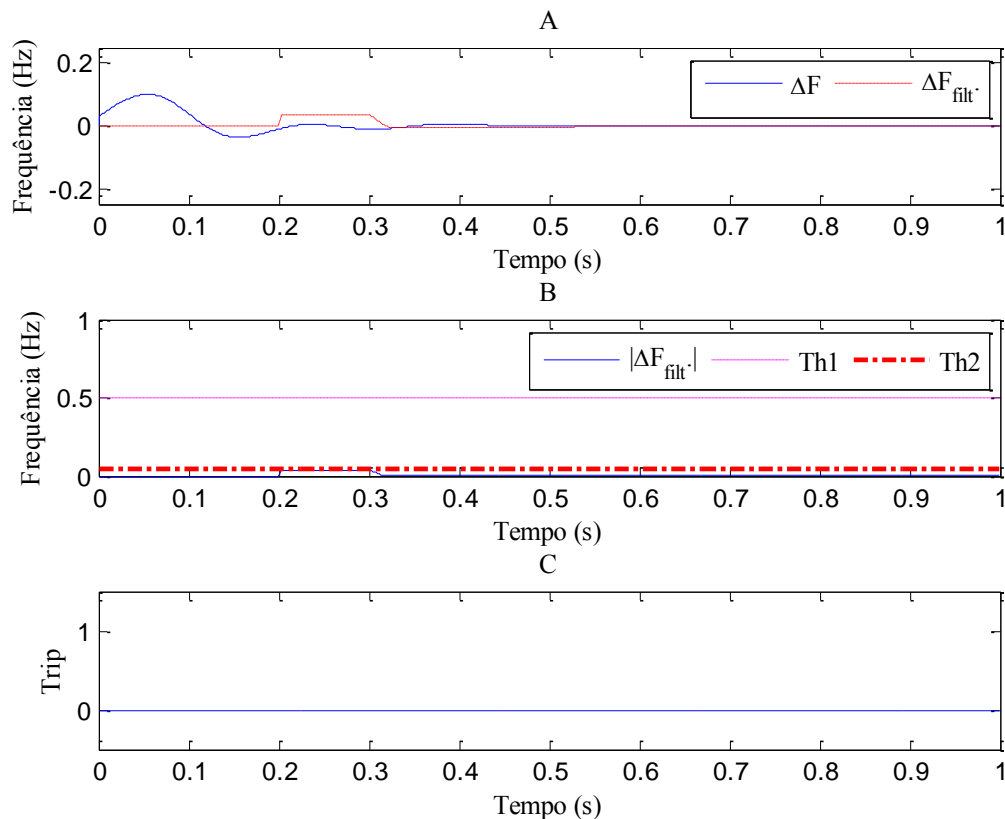 A
Frequência (Hz)
0.2
0
-0.2
ΔF
ΔF_filt.
0 0.1 0.2 0.3 0.4 0.5 0.6 0.7 0.8 0.9 1
Tempo (s)
B
Frequência (Hz)
1
0.5
0
|ΔF_filt.|
Th1
Th2
0 0.1 0.2 0.3 0.4 0.5 0.6 0.7 0.8 0.9 1
Tempo (s)
C
Trip
1
0
0 0.1 0.2 0.3 0.4 0.5 0.6 0.7 0.8 0.9 1
Tempo (s)